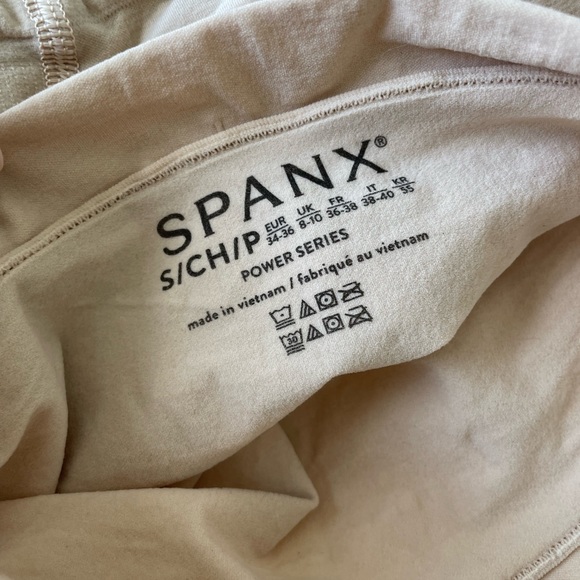 SPANX®
S/CH/P EUR 34-36 UK 8-10 FR 36-38 IT 38-40 KR 55
POWER SERIES
made in vietnam / fabriqué au vietnam
30